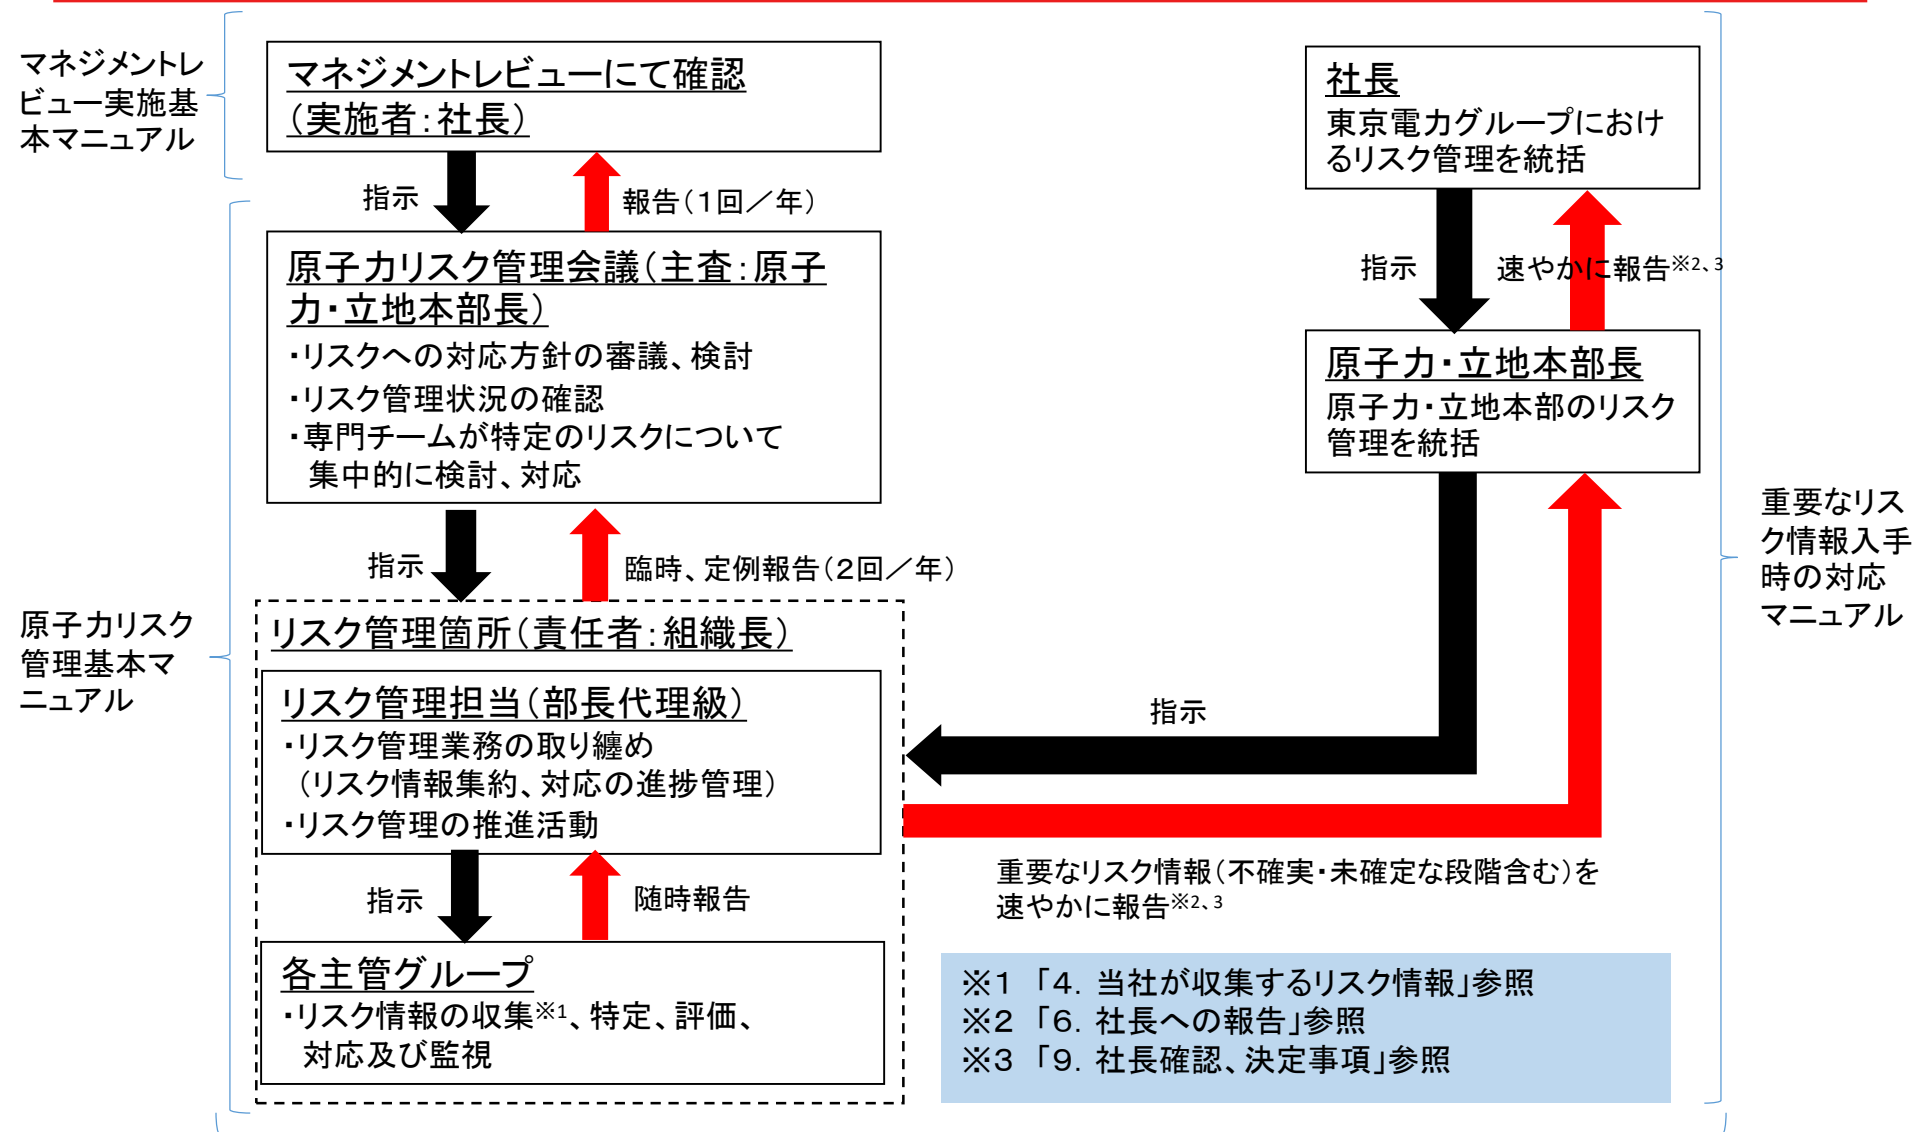 マネジメントレ
ビュー実施基
本マニュアル
マネジメントレビューにて確認
(実施者:社長)
指示
報告(1回/年)
原子力リスク管理会議(主査:原子
力・立地本部長)
・リスクへの対応方針の審議、検討
・リスク管理状況の確認
・専門チームが特定のリスクについて
集中的に検討、対応
指示
臨時、定例報告(2回/年)
原子力リスク
管理基本マ
ニュアル
リスク管理箇所(責任者:組織長)
リスク管理担当(部長代理級)
・リスク管理業務の取り纏め
(リスク情報集約、対応の進捗管理)
・リスク管理の推進活動
指示
随時報告
各主管グループ
・リスク情報の収集※1、特定、評価、
対応及び監視
社長
東京電力グループにおけ
るリスク管理を統括
指示
速やかに報告※2、3
原子力・立地本部長
原子力・立地本部のリスク
管理を統括
指示
重要なリスク情報(不確実・未確定な段階含む)を
速やかに報告※2、3
重要なリス
ク情報入手
時の対応
マニュアル
※1 「4. 当社が収集するリスク情報」参照
※2 「6. 社長への報告」参照
※3 「9. 社長確認、決定事項」参照